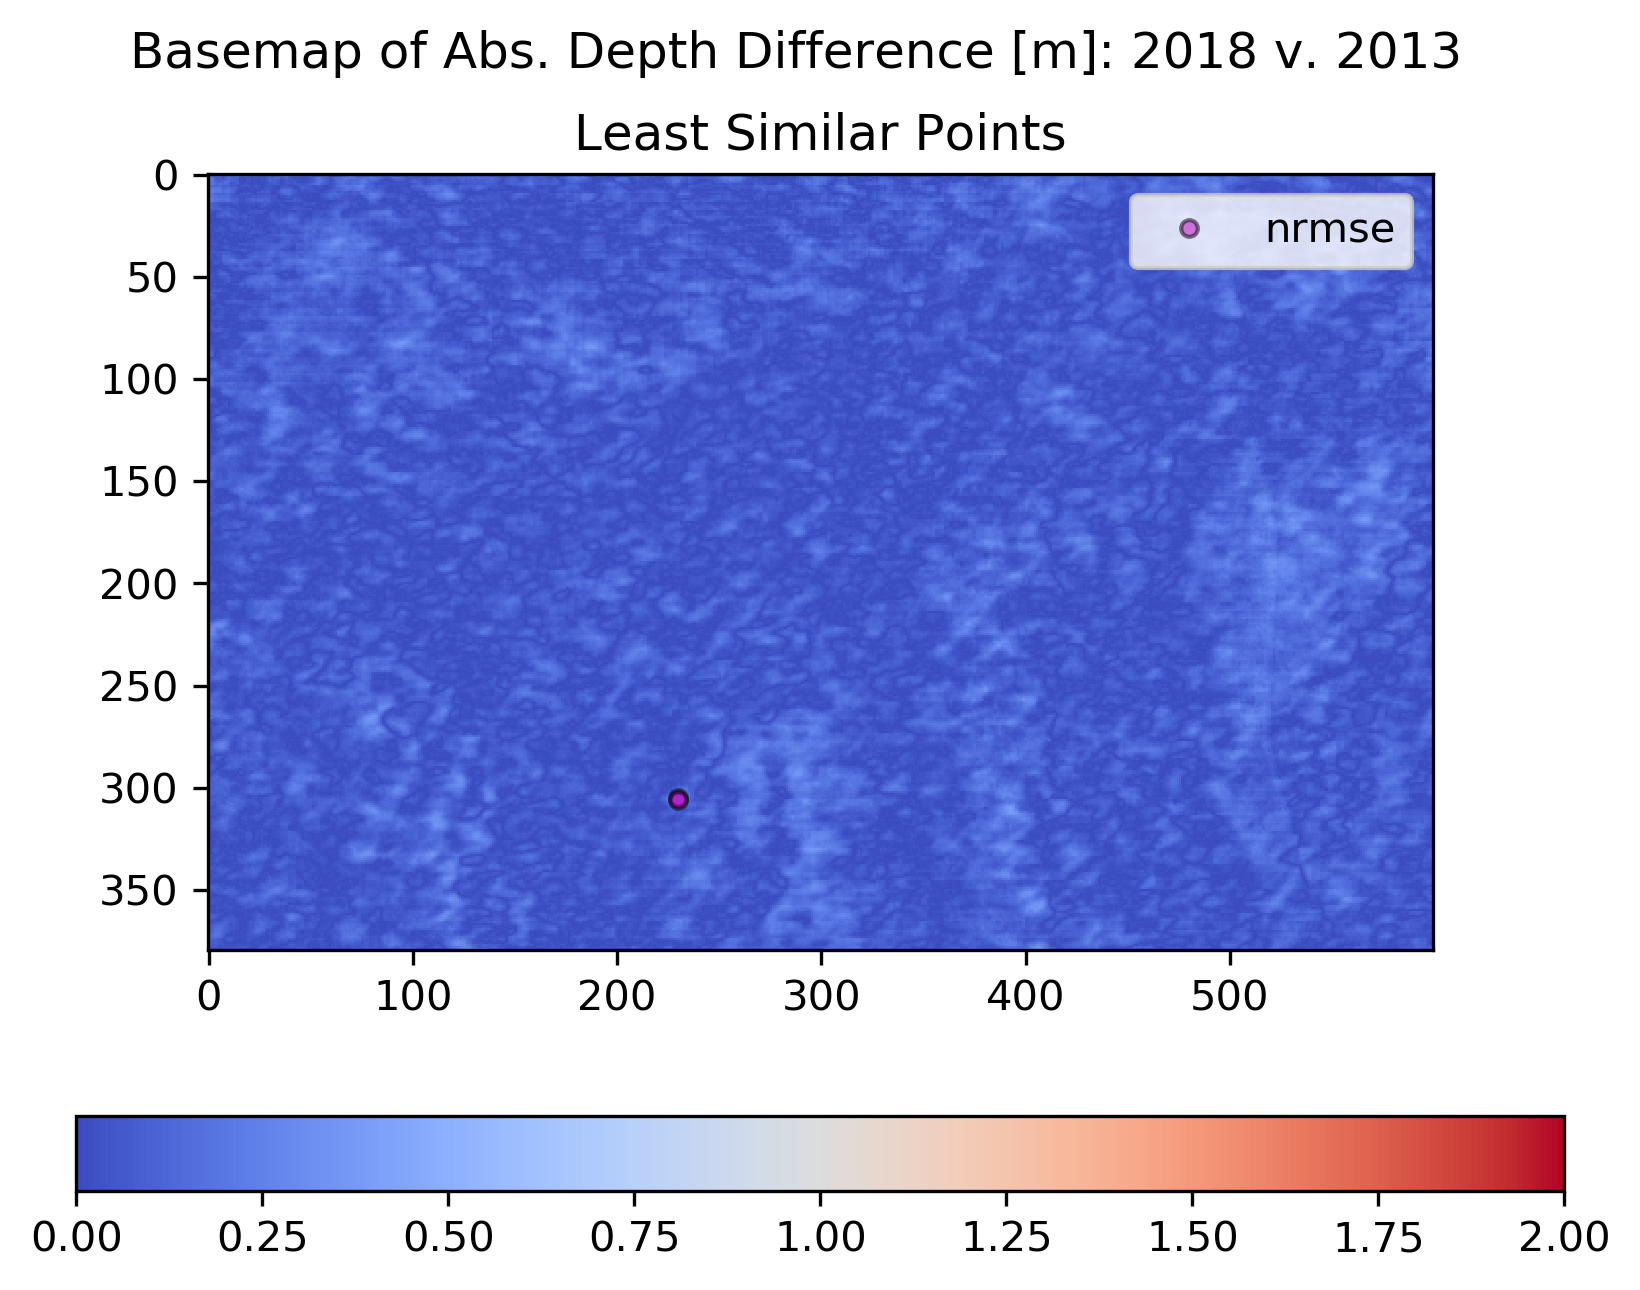 Basemap of Abs. Depth Difference [m]: 2018 v. 2013
Least Similar Points
nrmse
0
50
100
150
200
250
300
350
0 100 200 300 400 500
0.00 0.25 0.50 0.75 1.00 1.25 1.50 1.75 2.00